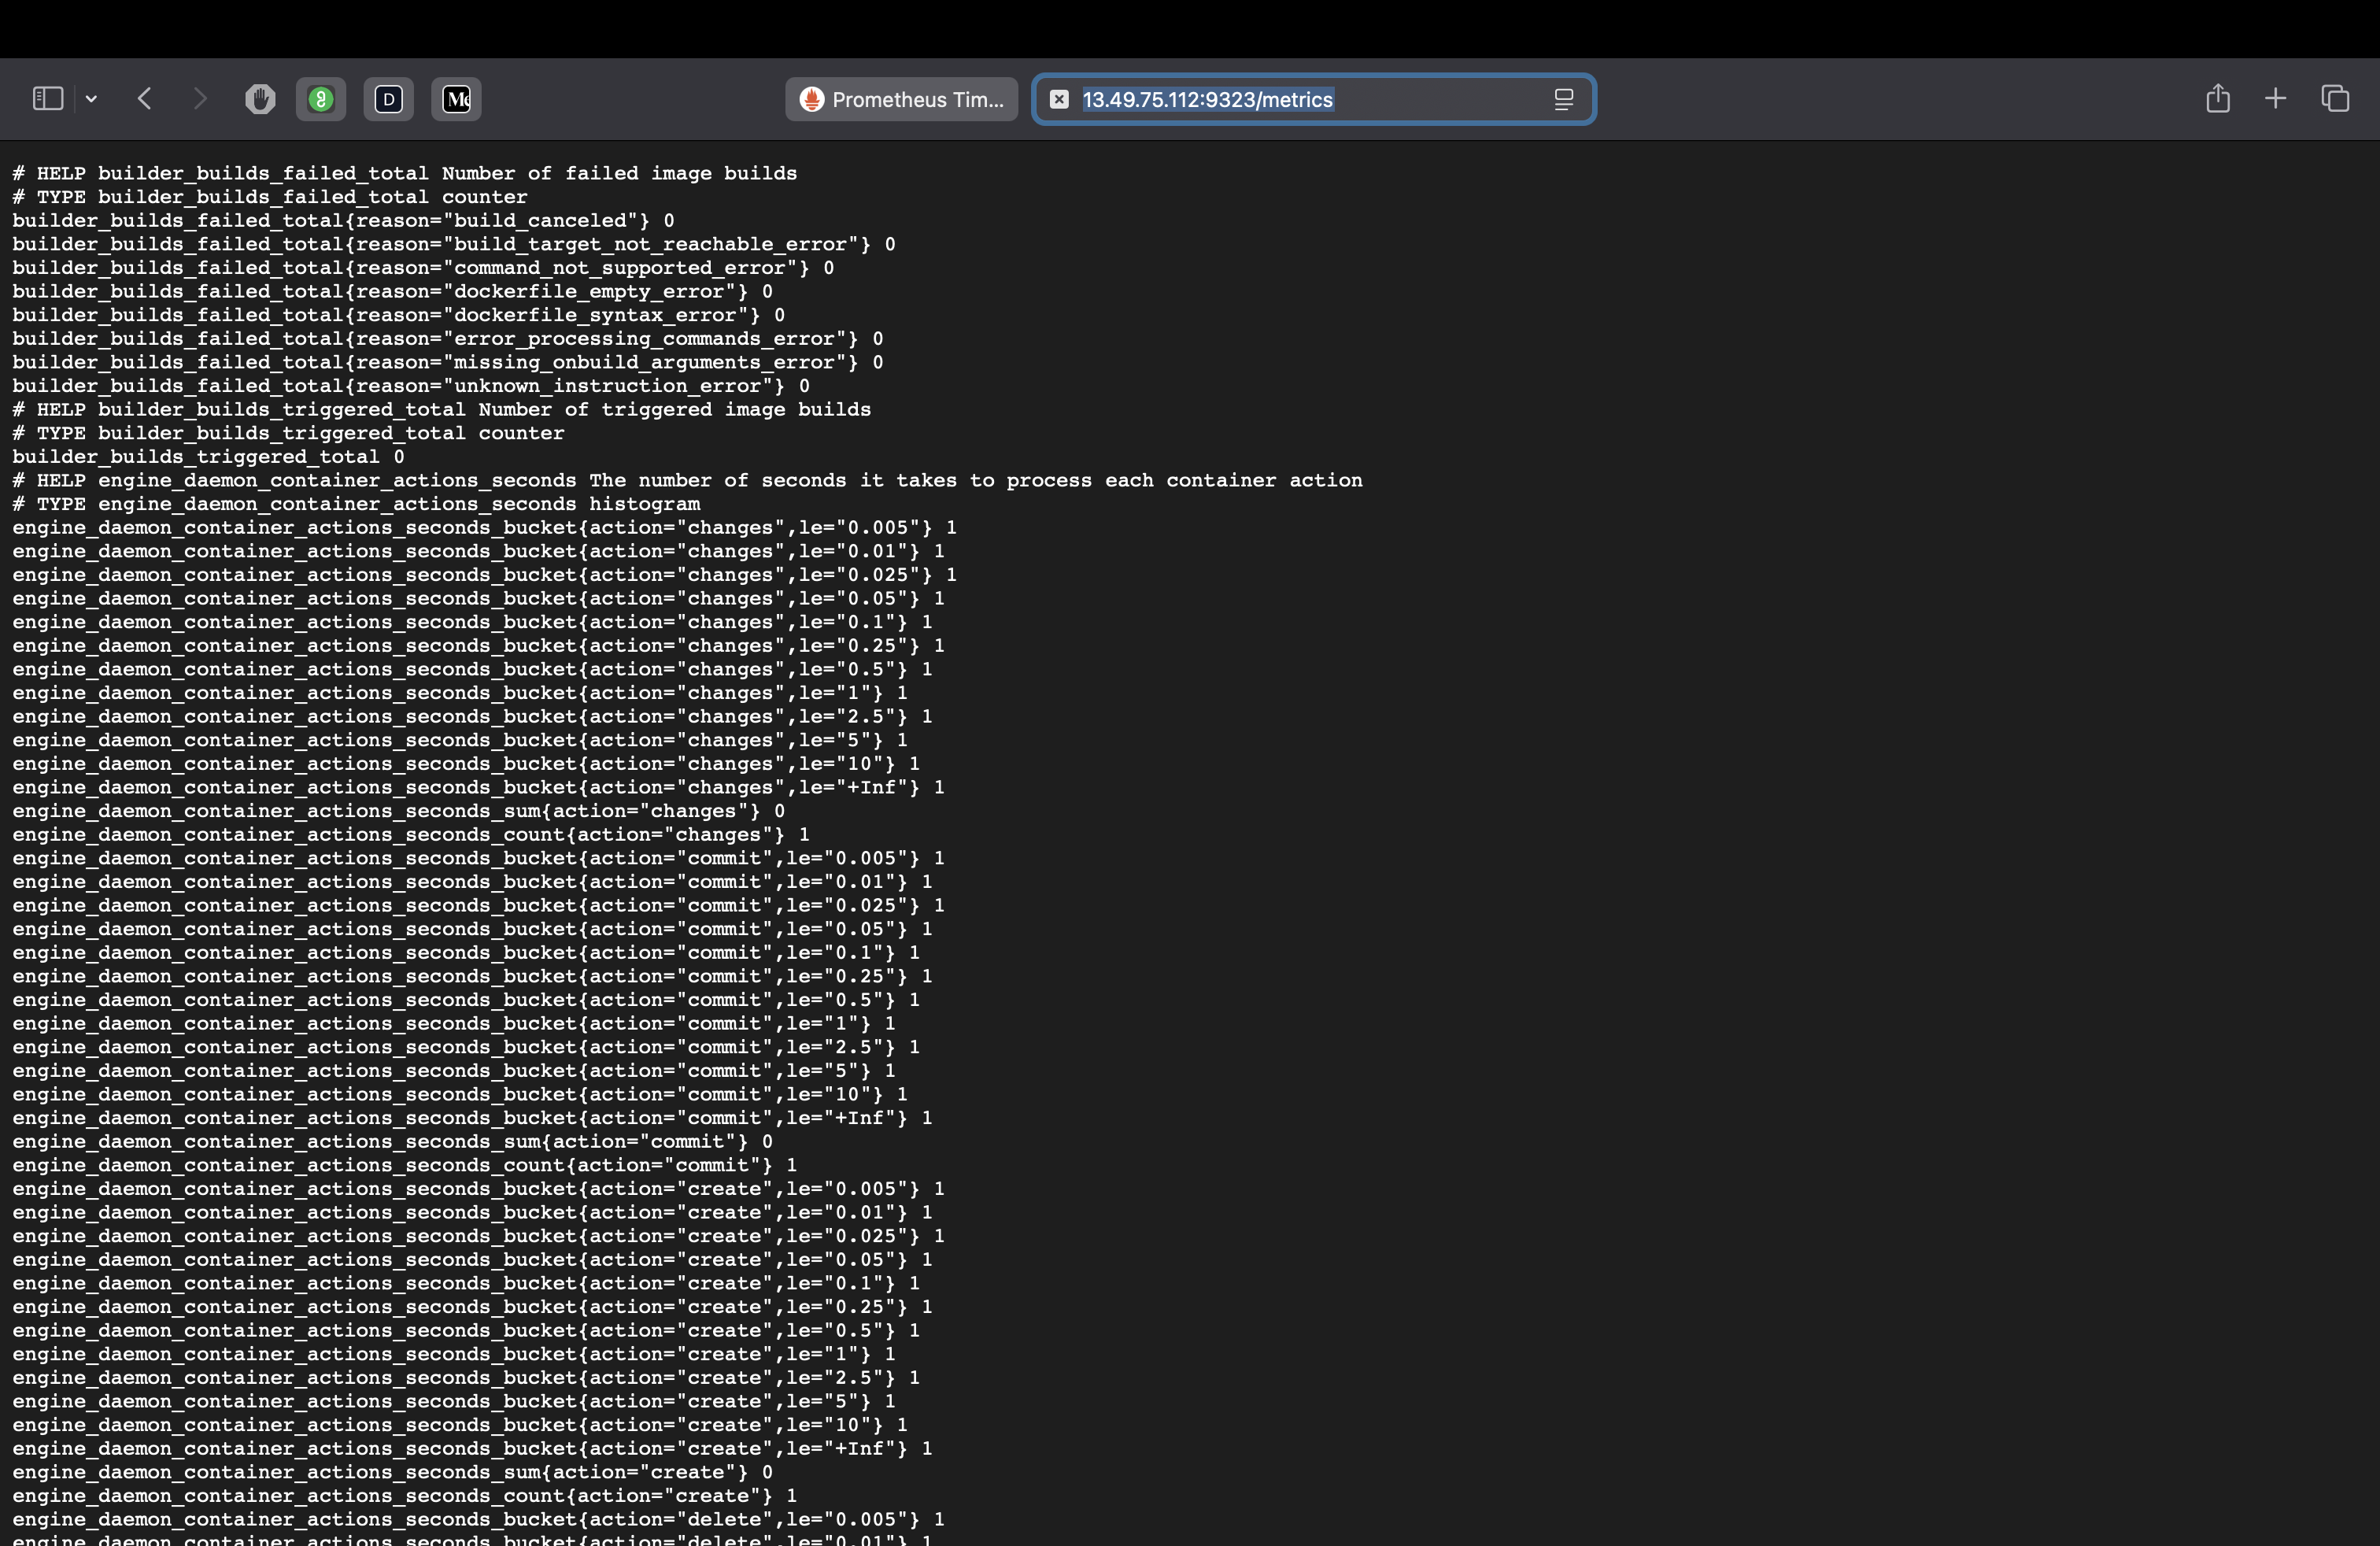 D
Prometheus Tim...
13.49.75.112:9323/metrics
# HELP builder_builds_failed_total Number of failed image builds
# TYPE builder_builds_failed_total counter
builder_builds_failed_total{reason="build_canceled"} 0
builder_builds_failed_total{reason="build_target_not_reachable_error"} 0
builder_builds_failed_total{reason="command_not_supported_error"} 0
builder_builds_failed_total{reason="dockerfile_empty_error"} 0
builder_builds_failed_total{reason="dockerfile_syntax_error"} 0
builder_builds_failed_total{reason="error_processing_commands_error"} 0
builder_builds_failed_total{reason="missing_onbuild_arguments_error"} 0
builder_builds_failed_total{reason="unknown_instruction_error"} 0
# HELP builder_builds_triggered_total Number of triggered image builds
# TYPE builder_builds_triggered_total counter
builder_builds_triggered_total 0
# HELP engine_daemon_container_actions_seconds The number of seconds it takes to process each container action
# TYPE engine_daemon_container_actions_seconds histogram
engine_daemon_container_actions_seconds_bucket{action="changes",le="0.005"} 1
engine_daemon_container_actions_seconds_bucket{action="changes",le="0.01"} 1
engine_daemon_container_actions_seconds_bucket{action="changes",le="0.025"} 1
engine_daemon_container_actions_seconds_bucket{action="changes",le="0.05"} 1
engine_daemon_container_actions_seconds_bucket{action="changes",le="0.1"} 1
engine_daemon_container_actions_seconds_bucket{action="changes",le="0.25"} 1
engine_daemon_container_actions_seconds_bucket{action="changes",le="0.5"} 1
engine_daemon_container_actions_seconds_bucket{action="changes",le="1"} 1
engine_daemon_container_actions_seconds_bucket{action="changes",le="2.5"} 1
engine_daemon_container_actions_seconds_bucket{action="changes",le="5"} 1
engine_daemon_container_actions_seconds_bucket{action="changes",le="10"} 1
engine_daemon_container_actions_seconds_bucket{action="changes",le="+Inf"} 1
engine_daemon_container_actions_seconds_sum{action="changes"} 0
engine_daemon_container_actions_seconds_count{action="changes"} 1
engine_daemon_container_actions_seconds_bucket{action="commit",le="0.005"} 1
engine_daemon_container_actions_seconds_bucket{action="commit",le="0.01"} 1
engine_daemon_container_actions_seconds_bucket{action="commit",le="0.025"} 1
engine_daemon_container_actions_seconds_bucket{action="commit",le="0.05"} 1
engine_daemon_container_actions_seconds_bucket{action="commit",le="0.1"} 1
engine_daemon_container_actions_seconds_bucket{action="commit",le="0.25"} 1
engine_daemon_container_actions_seconds_bucket{action="commit",le="0.5"} 1
engine_daemon_container_actions_seconds_bucket{action="commit",le="1"} 1
engine_daemon_container_actions_seconds_bucket{action="commit",le="2.5"} 1
engine_daemon_container_actions_seconds_bucket{action="commit",le="5"} 1
engine_daemon_container_actions_seconds_bucket{action="commit",le="10"} 1
engine_daemon_container_actions_seconds_bucket{action="commit",le="+Inf"} 1
engine_daemon_container_actions_seconds_sum{action="commit"} 0
engine_daemon_container_actions_seconds_count{action="commit"} 1
engine_daemon_container_actions_seconds_bucket{action="create",le="0.005"} 1
engine_daemon_container_actions_seconds_bucket{action="create",le="0.01"} 1
engine_daemon_container_actions_seconds_bucket{action="create",le="0.025"} 1
engine_daemon_container_actions_seconds_bucket{action="create",le="0.05"} 1
engine_daemon_container_actions_seconds_bucket{action="create",le="0.1"} 1
engine_daemon_container_actions_seconds_bucket{action="create",le="0.25"} 1
engine_daemon_container_actions_seconds_bucket{action="create",le="0.5"} 1
engine_daemon_container_actions_seconds_bucket{action="create",le="1"} 1
engine_daemon_container_actions_seconds_bucket{action="create",le="2.5"} 1
engine_daemon_container_actions_seconds_bucket{action="create",le="5"} 1
engine_daemon_container_actions_seconds_bucket{action="create",le="10"} 1
engine_daemon_container_actions_seconds_bucket{action="create",le="+Inf"} 1
engine_daemon_container_actions_seconds_sum{action="create"} 0
engine_daemon_container_actions_seconds_count{action="create"} 1
engine_daemon_container_actions_seconds_bucket{action="delete",le="0.005"} 1
engine_daemon_container_actions_seconds_bucket{action="delete",le="0.01"} 1